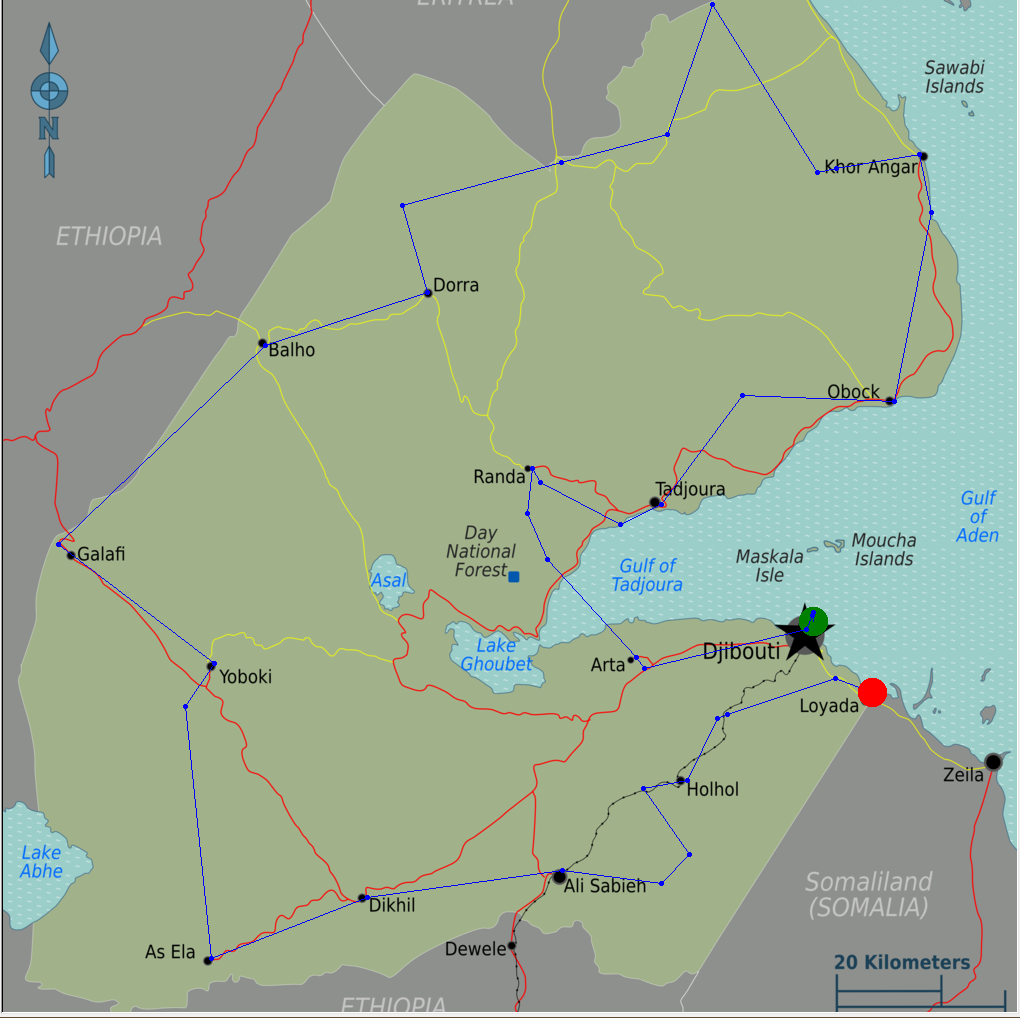 ERITREA
Sawabi
Islands
N
Khor Angar
ETHIOPIA
Dorra
Balho
Obock
Randa
Tadjoura
Gulf
of
Aden
Day
National
Forest
Galafi
Asal
Gulf of
Tadjoura
Maskala
Isle
Moucha
Islands
Lake
Ghoubet
Djibouti
Arta
Yoboki
Loyada
Zeila
Holhol
Lake
Abhe
Ali Sabieh
Somaliland
(SOMALIA)
Dikhil
As Ela
Dewele
20 Kilometers
ETHIOPIA